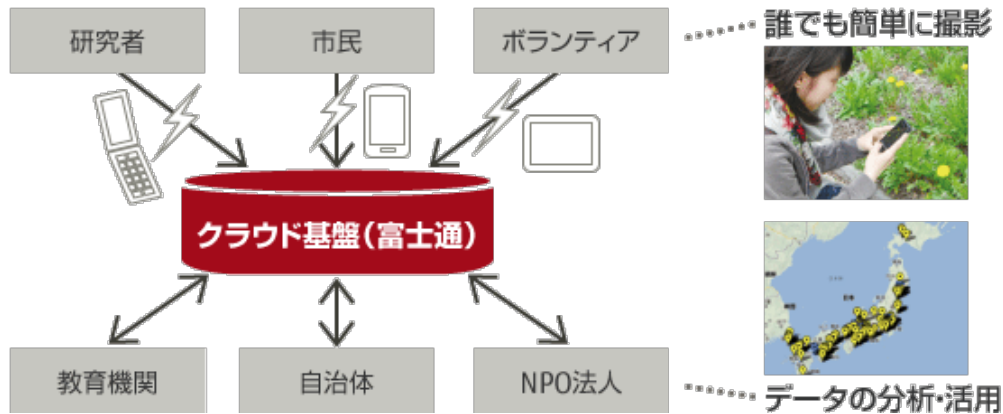 研究者
市民
ボランティア
誰でも簡単に撮影
クラウド基盤(富士通)
教育機関
自治体
NPO法人
データの分析・活用